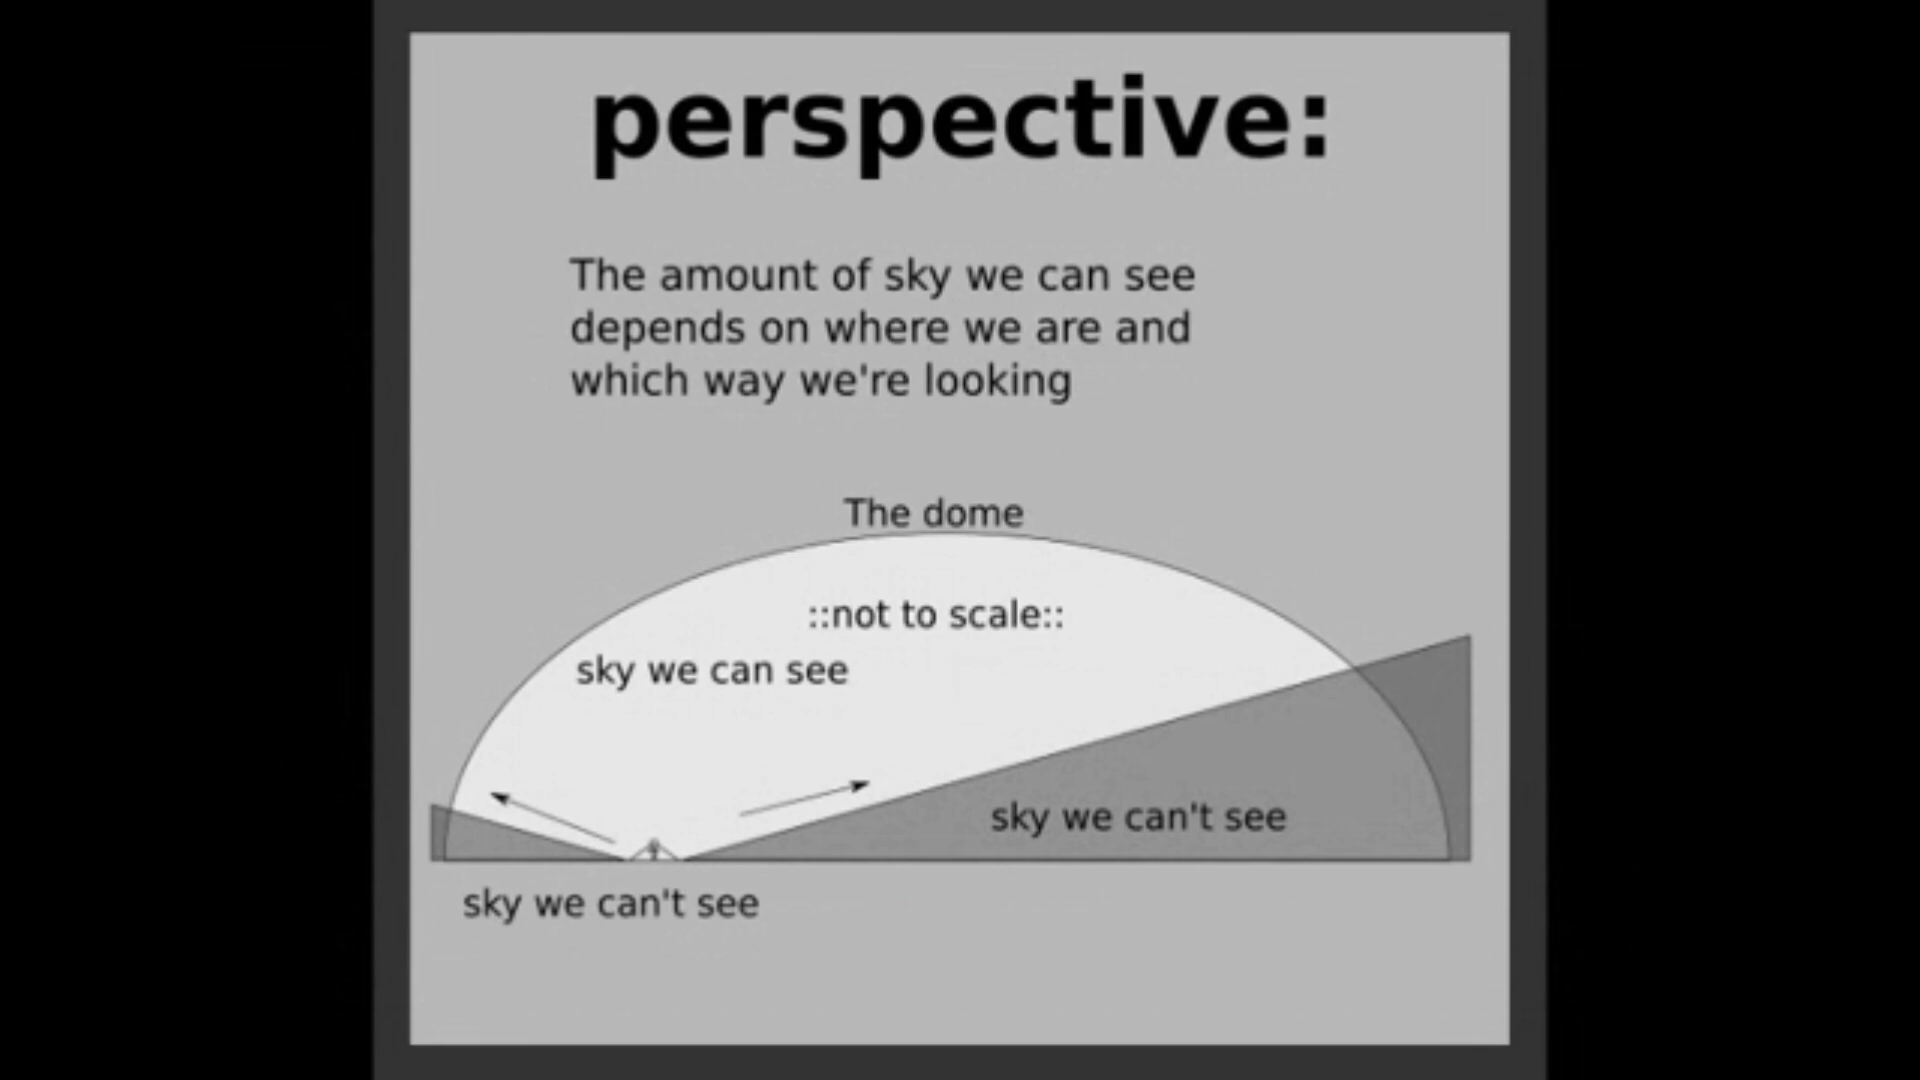 perspective:
The amount of sky we can see
depends on where we are and
which way we're looking
The dome
::not to scale::
sky we can see
sky we can't see
sky we can't see